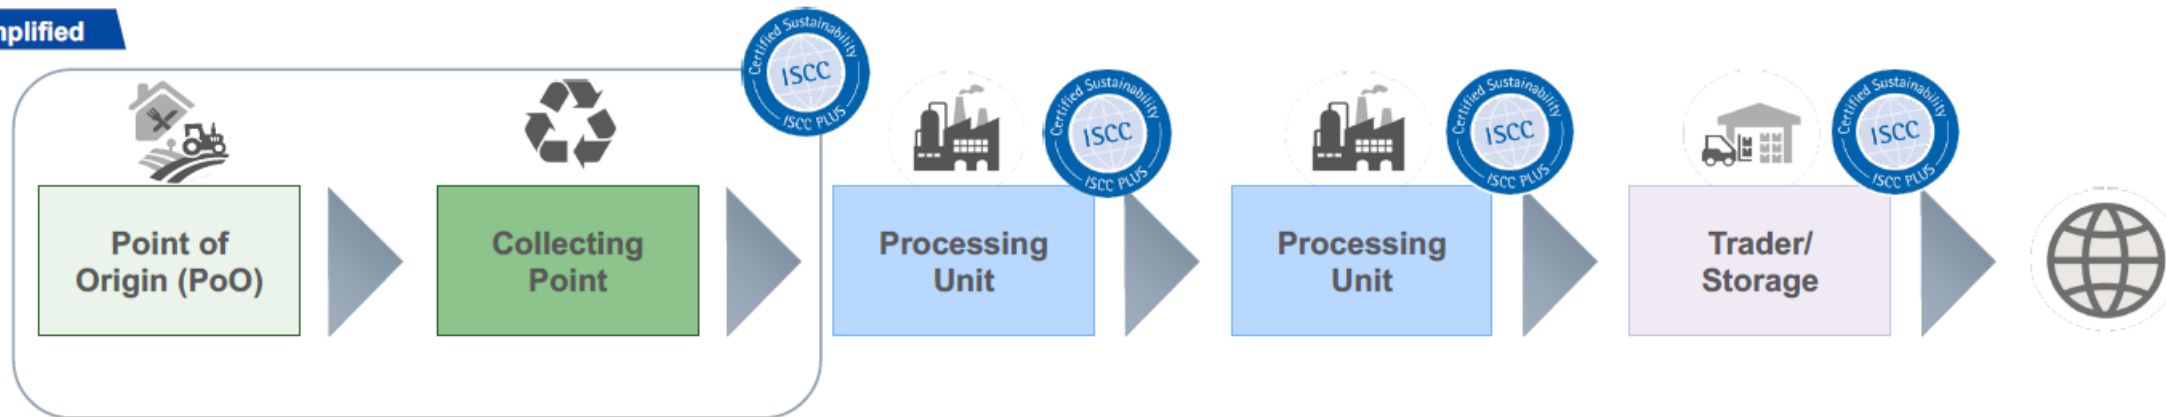 mplified
Certified Sustainability
ISCC
ISCC PLUS
Certified Sustainability
ISCC
ISCC PLUS
Certified Sustainability
ISCC
ISCC PLUS
Certified Sustainability
ISCC
ISCC PLUS
Point of
Origin (PoO)
Collecting
Point
Processing
Unit
Processing
Unit
Trader/
Storage